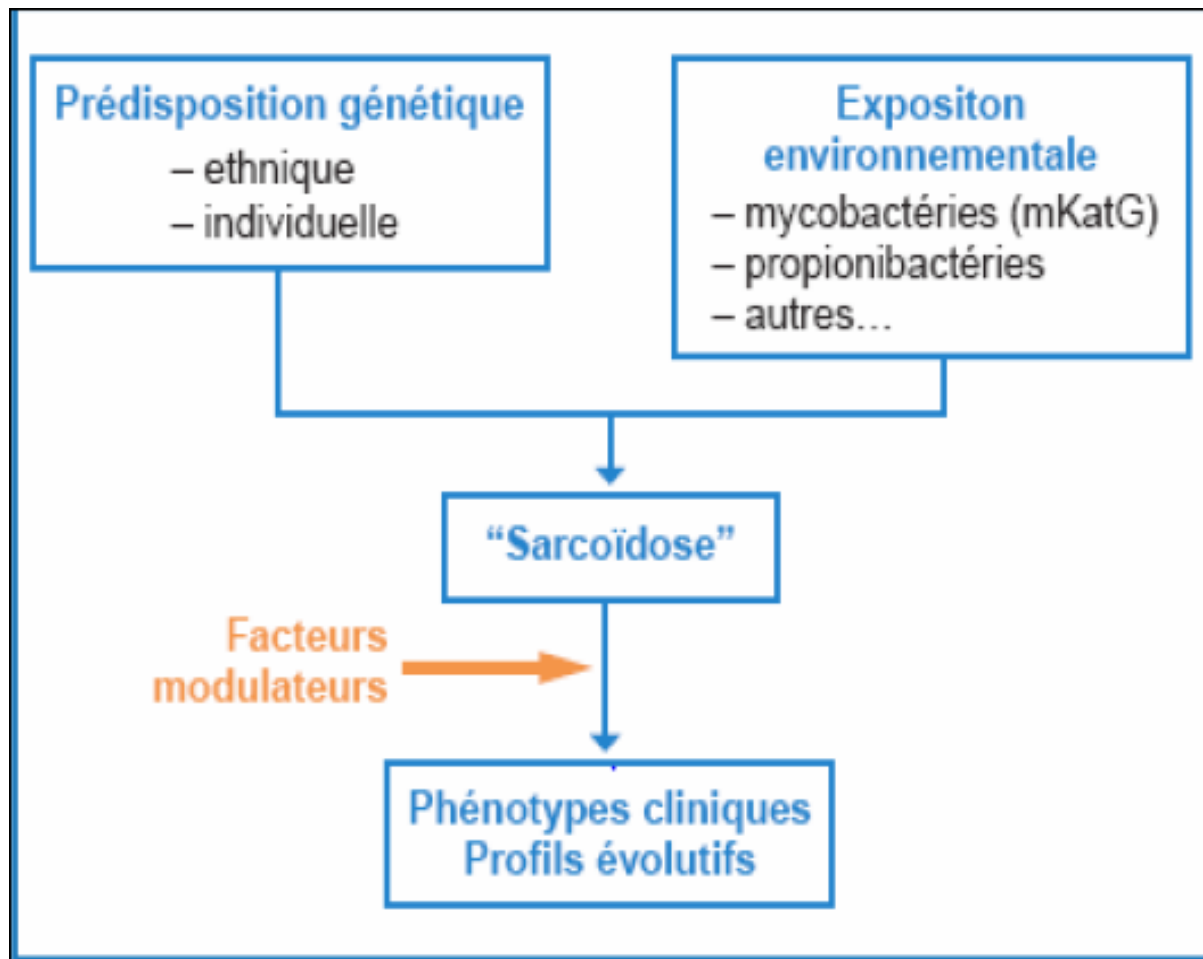 Prédisposition génétique
– ethnique
– individuelle
Expositon
environnementale
– mycobactéries (mKatG)
– propionibactéries
– autres…
“Sarcoïdose”
Facteurs
modulateurs
Phénotypes cliniques
Profils évolutifs